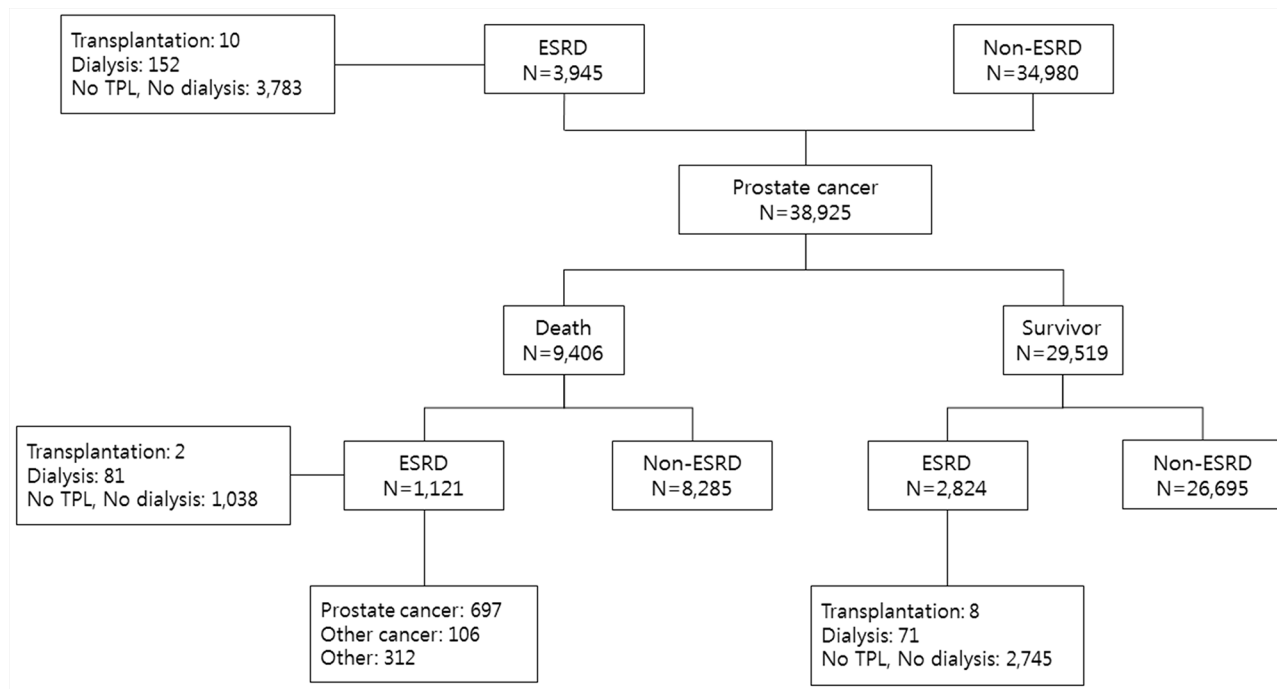 Transplantation: 10
Dialysis: 152
No TPL, No dialysis: 3,783
ESRD
N=3,945
Non-ESRD
N=34,980
Prostate cancer
N=38,925
Death
N=9,406
Survivor
N=29,519
Transplantation: 2
Dialysis: 81
No TPL, No dialysis: 1,038
ESRD
N=1,121
Non-ESRD
N=8,285
ESRD
N=2,824
Non-ESRD
N=26,695
Prostate cancer: 697
Other cancer: 106
Other: 312
Transplantation: 8
Dialysis: 71
No TPL, No dialysis: 2,745